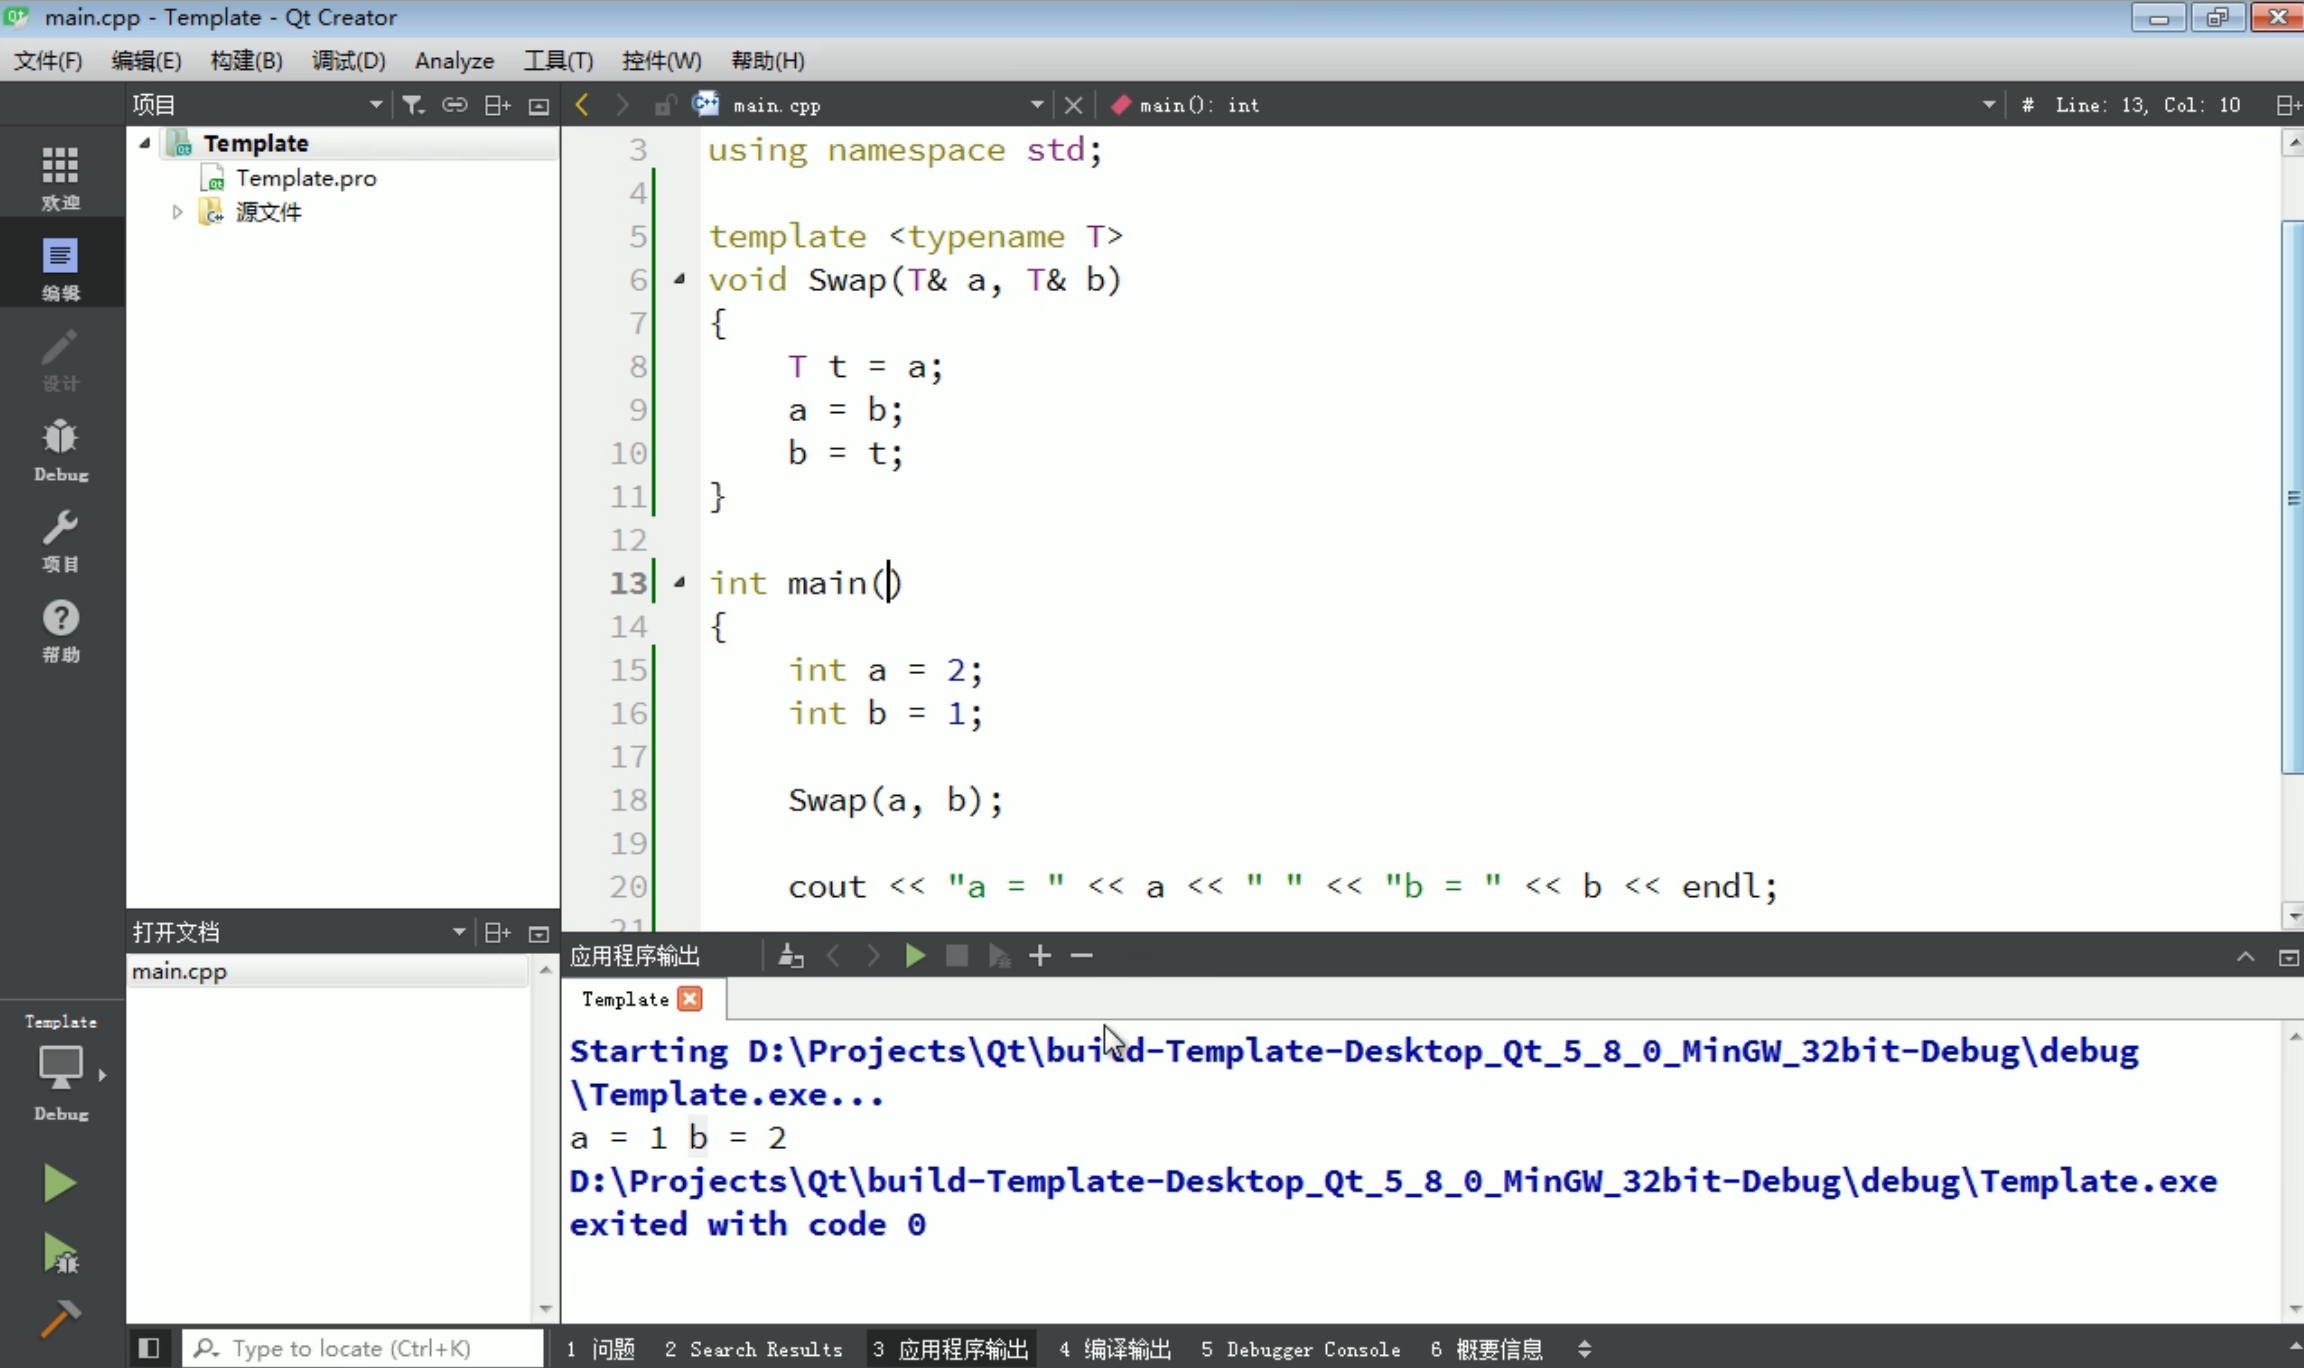 main.cpp - Template - Qt Creator
文件(F) 编辑(E) 构建(B) 调试(D) Analyze 工具(T) 控件(W) 帮助(H)
项目
main.cpp
main(): int
# Line: 13, Col: 10
欢迎
编辑
设计
Debug
项目
帮助
Template
Template.pro
源文件
3 using namespace std;
4
5 template <typename T>
6 void Swap(T& a, T& b)
7 {
8 T t = a;
9 a = b;
10 b = t;
11 }
12
13 int main()
14 {
15 int a = 2;
16 int b = 1;
17
18 Swap(a, b);
19
20 cout << "a = " << a << " " << "b = " << b << endl;
21
打开文档
main.cpp
Template
Debug
应用程序输出
Template
Starting D:\Projects\Qt\build-Template-Desktop_Qt_5_8_0_MinGW_32bit-Debug\debug
\Template.exe...
a = 1 b = 2
D:\Projects\Qt\build-Template-Desktop_Qt_5_8_0_MinGW_32bit-Debug\debug\Template.exe
exited with code 0
Type to locate (Ctrl+K)
1 问题 2 Search Results 3 应用程序输出 4 编译输出 5 Debugger Console 6 概要信息